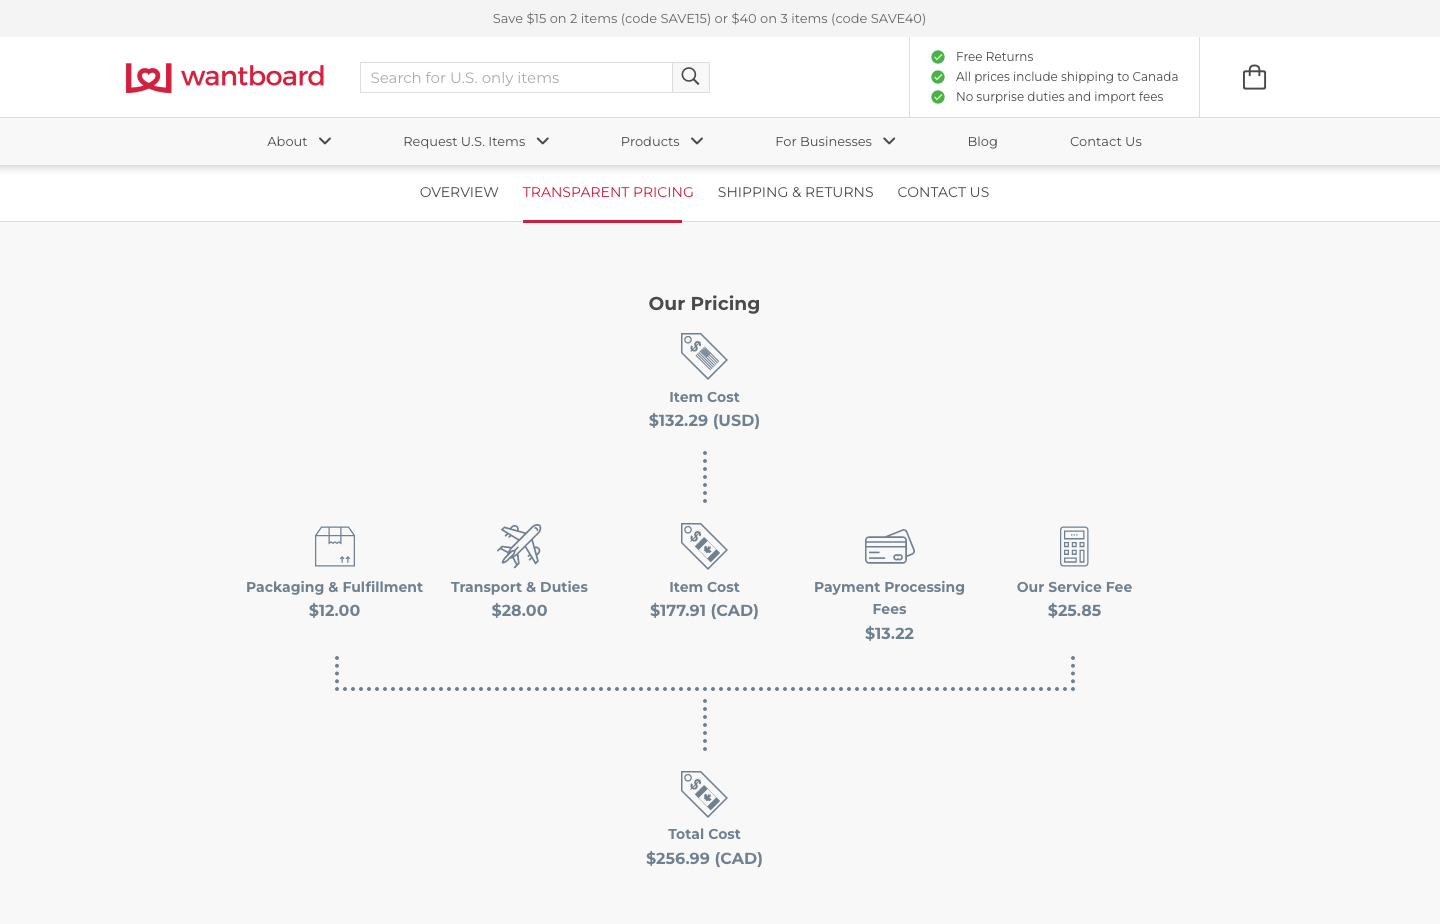 Save $15 on 2 items (code SAVE15) or $40 on 3 items (code SAVE40)
wantboard
Search for U.S. only items
Free Returns
All prices include shipping to Canada
No surprise duties and import fees
About
Request U.S. Items
Products
For Businesses
Blog
Contact Us
OVERVIEW
TRANSPARENT PRICING
SHIPPING & RETURNS
CONTACT US
Our Pricing
Item Cost
$132.29 (USD)
Packaging & Fulfillment
$12.00
Transport & Duties
$28.00
Item Cost
$177.91 (CAD)
Payment Processing
Fees
$13.22
Our Service Fee
$25.85
Total Cost
$256.99 (CAD)